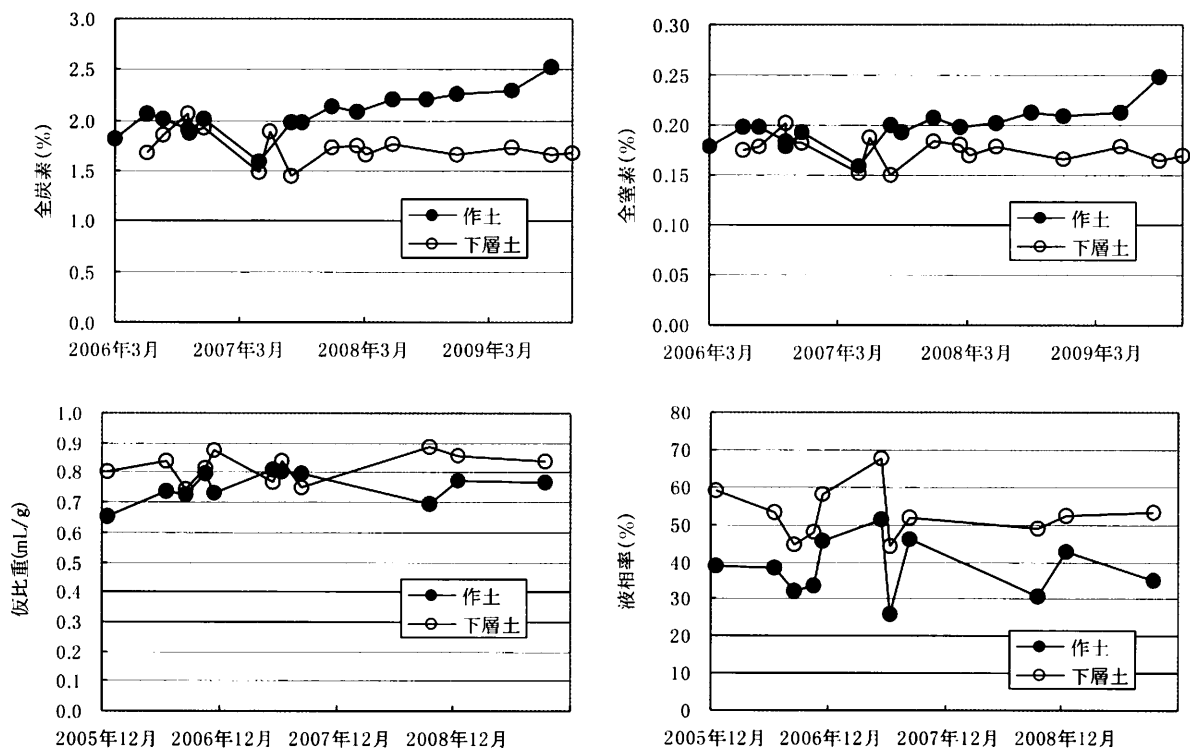 3.0
2.5
2.0
1.5
1.0
0.5
0.0
全炭素(%)
作土
下層土
2006年3月 2007年3月 2008年3月 2009年3月
0.30
0.25
0.20
0.15
0.10
0.05
0.00
全窒素(%)
作土
下層土
2006年3月 2007年3月 2008年3月 2009年3月
1.0
0.9
0.8
0.7
0.6
0.5
0.4
0.3
0.2
0.1
0.0
仮比重(mL/g)
作土
下層土
2005年12月 2006年12月 2007年12月 2008年12月
80
70
60
50
40
30
20
10
0
液相率(%)
作土
下層土
2005年12月 2006年12月 2007年12月 2008年12月